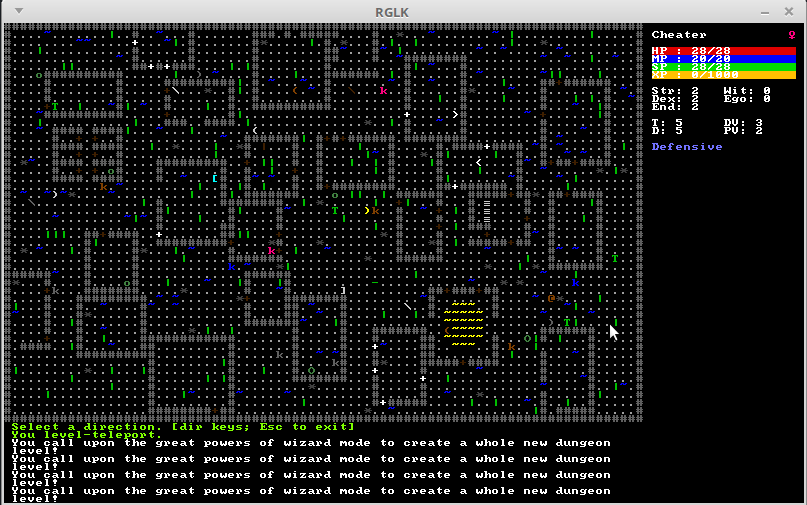 RGLK
Cheater ♀
HP : 28/28
MP : 20/20
SP : 28/28
XP : 0/1000
Str: 2 Wit: 0
Dex: 2 Ego: 0
End: 2
T: 5 DV: 3
D: 5 PV: 2
Defensive
Select a direction. [dir keys; Esc to exit]
You level-teleport.
You call upon the great powers of wizard mode to create a whole new dungeon
level!
You call upon the great powers of wizard mode to create a whole new dungeon
level!
You call upon the great powers of wizard mode to create a whole new dungeon
level!
You call upon the great powers of wizard mode to create a whole new dungeon
level!